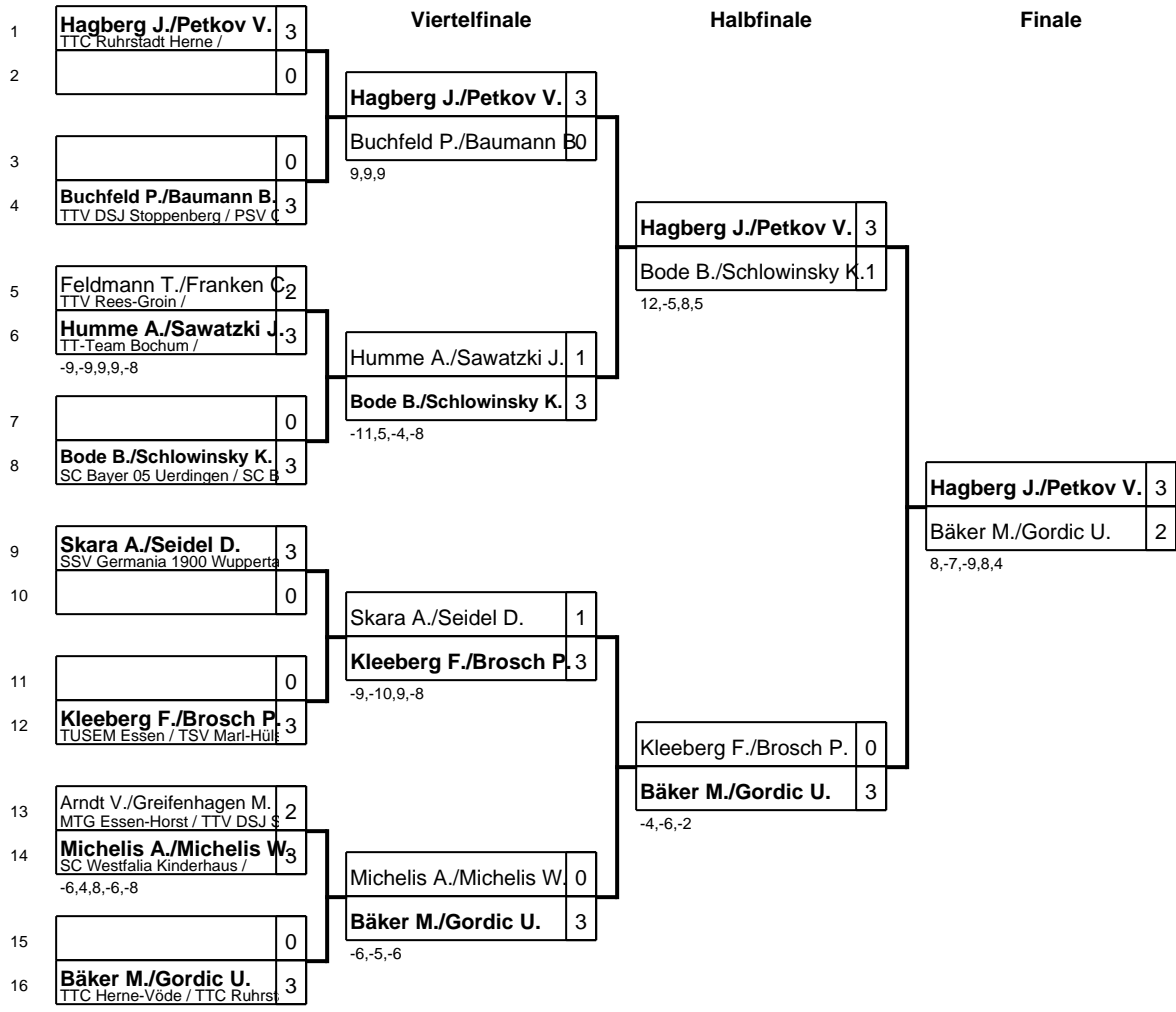 Viertelfinale
Halbfinale
Finale
1
Hagberg J./Petkov V. 3
TTC Ruhrstadt Herne /
2
0
3
0
4
Buchfeld P./Baumann B. 3
TTV DSJ Stoppenberg / PSV
5
Feldmann T./Franken C. 2
TTV Rees-Groin /
6
Humme A./Sawatzki J. 3
TT-Team Bochum /
-9,-9,9,9,-8
7
0
8
Bode B./Schlowinsky K. 3
SC Bayer 05 Uerdingen / SC
9
Skara A./Seidel D. 3
SSV Germania 1900 Wupperta
10
0
11
0
12
Kleeberg F./Brosch P. 3
TUSEM Essen / TSV Marl-Hüls
13
Arndt V./Greifenhagen M. 2
MTG Essen-Horst / TTV DSJ S
14
Michelis A./Michelis W. 3
SC Westfalia Kinderhaus /
-6,4,8,-6,-8
15
0
16
Bäker M./Gordic U. 3
TTC Herne-Vöde / TTC Ruhrst
Hagberg J./Petkov V. 3
Buchfeld P./Baumann B. 0
9,9,9
Humme A./Sawatzki J. 1
Bode B./Schlowinsky K. 3
-11,5,-4,-8
Skara A./Seidel D. 1
Kleeberg F./Brosch P. 3
-9,-10,9,-8
Michelis A./Michelis W. 0
Bäker M./Gordic U. 3
-6,-5,-6
Hagberg J./Petkov V. 3
Bode B./Schlowinsky K. 1
12,-5,8,5
Kleeberg F./Brosch P. 0
Bäker M./Gordic U. 3
-4,-6,-2
Hagberg J./Petkov V. 3
Bäker M./Gordic U. 2
8,-7,-9,8,4